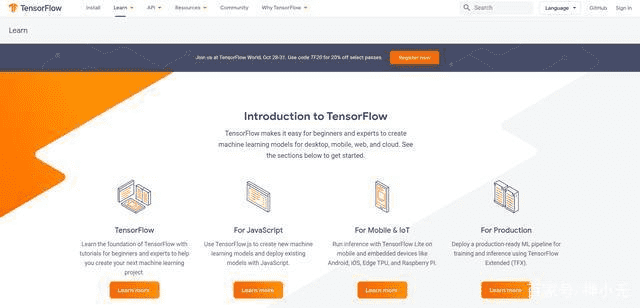 TensorFlow
Install
Learn
API
Resources
Community
Why TensorFlow
Search
Language
GitHub
Sign in
Learn
Join us at TensorFlow World, Oct 28-31. Use code TF20 for 20% off select passes.
Register now
Introduction to TensorFlow
TensorFlow makes it easy for beginners and experts to create
machine learning models for desktop, mobile, web, and cloud. See
the sections below to get started.
TensorFlow
Learn the foundation of TensorFlow with
tutorials for beginners and experts to help
you create your next machine learning
project.
Learn more
For JavaScript
Use TensorFlow.js to create new machine
learning models and deploy existing
models with JavaScript.
Learn more
For Mobile & IoT
Run inference with TensorFlow Lite on
mobile and embedded devices like
Android, iOS, Edge TPU, and Raspberry Pi.
Learn more
For Production
Deploy a production-ready ML pipeline for
training and inference using TensorFlow
Extended (TFX).
Learn more